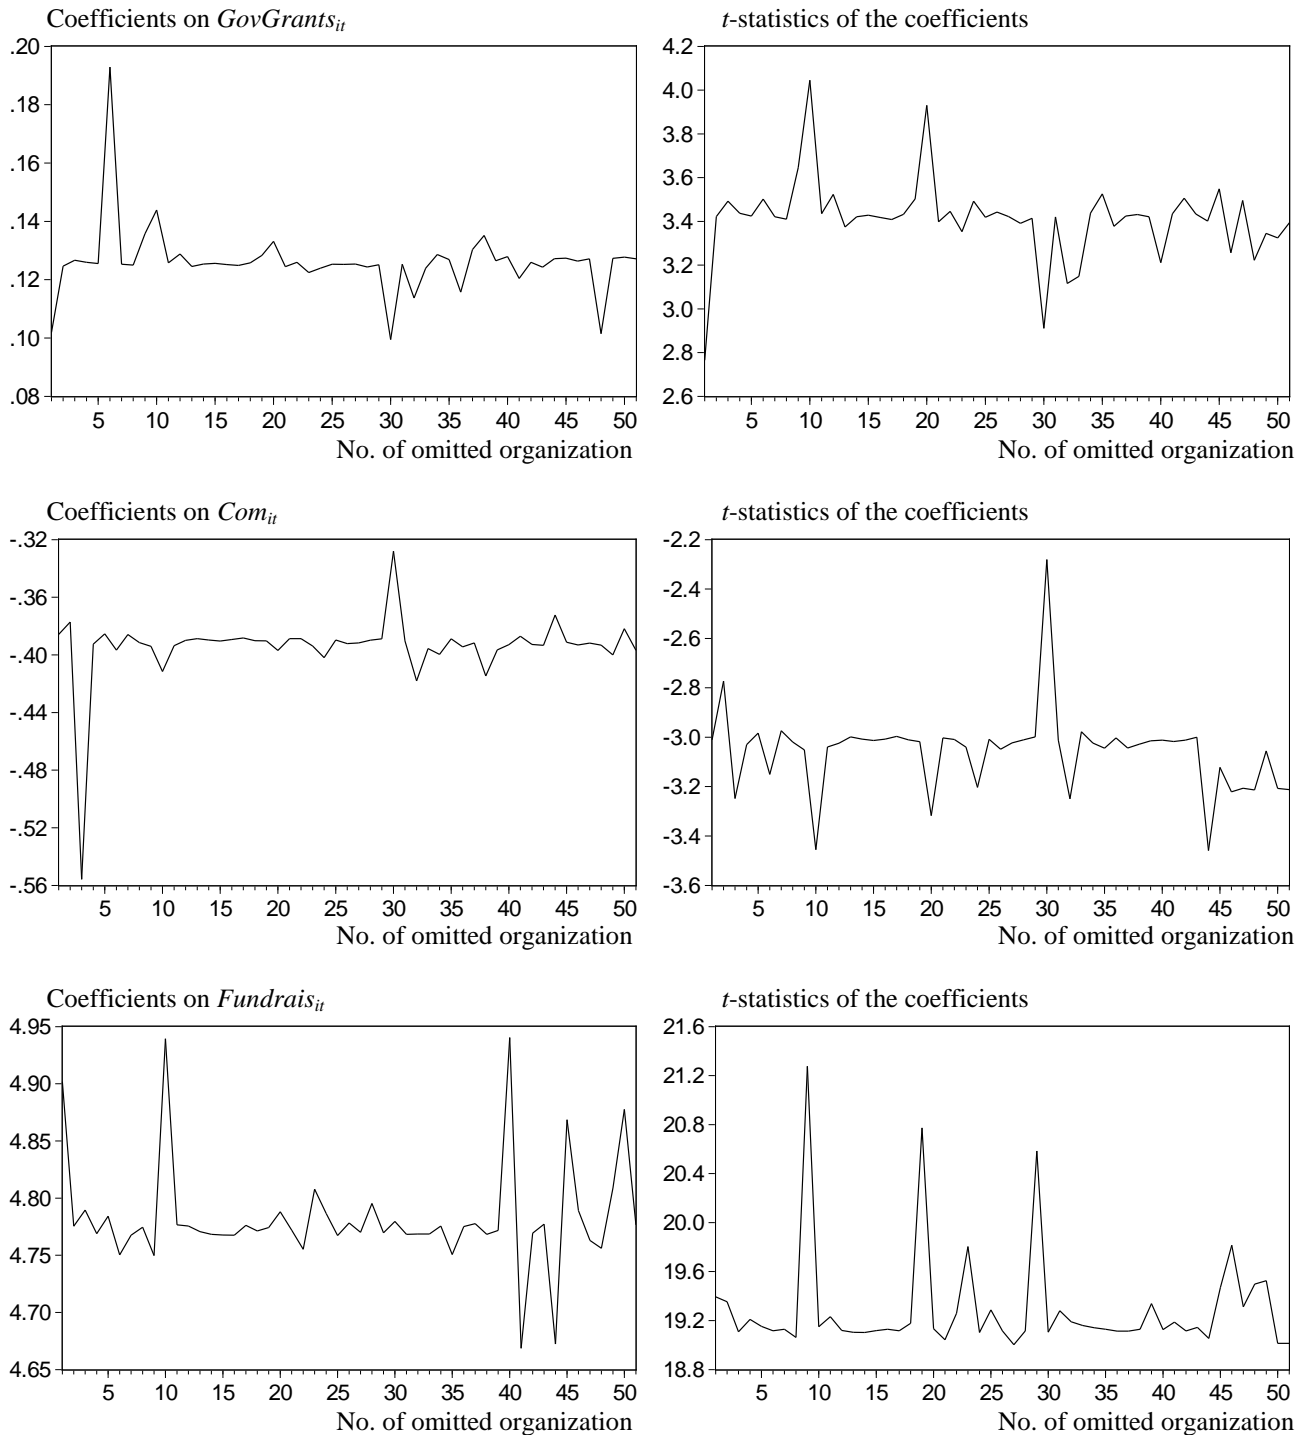 Coefficients on GovGrants_it
t-statistics of the coefficients
.20
.18
.16
.14
.12
.10
.08
5 10 15 20 25 30 35 40 45 50
No. of omitted organization
4.2
4.0
3.8
3.6
3.4
3.2
3.0
2.8
2.6
5 10 15 20 25 30 35 40 45 50
No. of omitted organization
Coefficients on Com_it
t-statistics of the coefficients
-.32
-.36
-.40
-.44
-.48
-.52
-.56
5 10 15 20 25 30 35 40 45 50
No. of omitted organization
-2.2
-2.4
-2.6
-2.8
-3.0
-3.2
-3.4
-3.6
5 10 15 20 25 30 35 40 45 50
No. of omitted organization
Coefficients on Fundrais_it
t-statistics of the coefficients
4.95
4.90
4.85
4.80
4.75
4.70
4.65
5 10 15 20 25 30 35 40 45 50
No. of omitted organization
21.6
21.2
20.8
20.4
20.0
19.6
19.2
18.8
5 10 15 20 25 30 35 40 45 50
No. of omitted organization